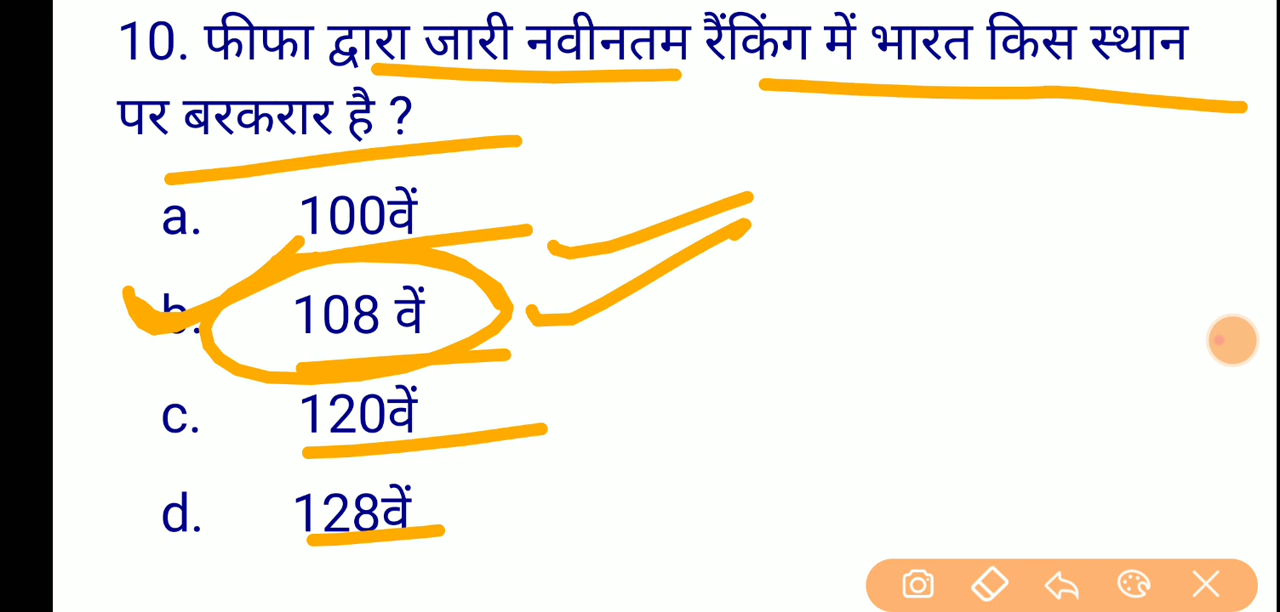 10. फीफा द्वारा जारी नवीनतम रैंकिंग में भारत किस स्थान
पर बरकरार है ?
a. 100वें
b. 108 वें
c. 120वें
d. 128वें